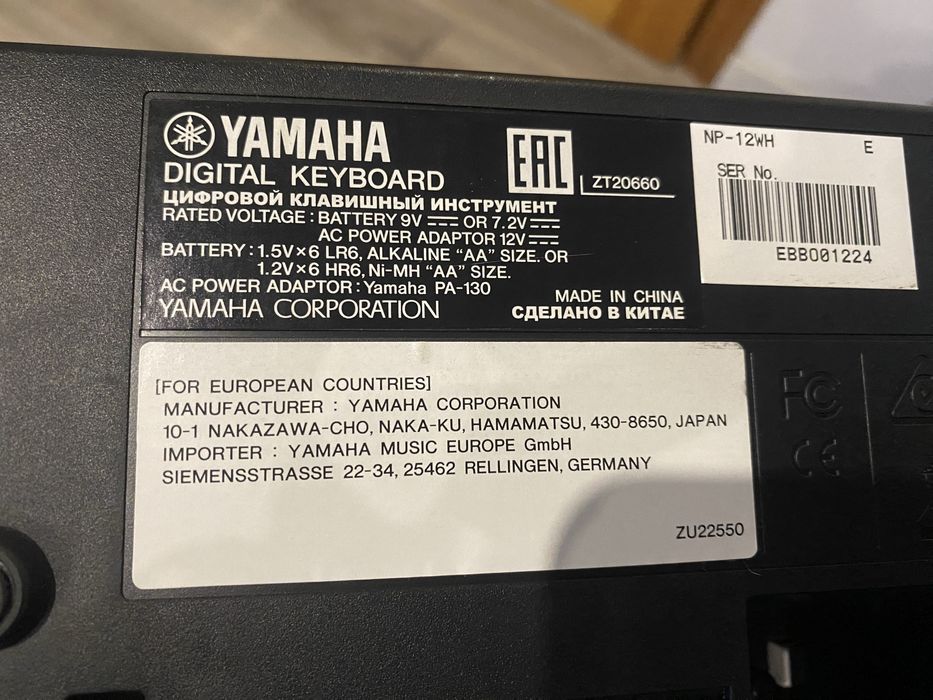 YAMAHA
DIGITAL KEYBOARD
ЦИФРОВОЙ КЛАВИШНЫЙ ИНСТРУМЕНТ
RATED VOLTAGE : BATTERY 9V ⎓ OR 7.2V ⎓
AC POWER ADAPTOR 12V ⎓
BATTERY : 1.5V×6 LR6, ALKALINE “AA” SIZE. OR
1.2V×6 HR6, Ni-MH “AA” SIZE.
AC POWER ADAPTOR : Yamaha PA-130
YAMAHA CORPORATION
EAC
ZT20660
MADE IN CHINA
СДЕЛАНО В КИТАЕ
NP-12WH E
SER No.
EBBO01224
[FOR EUROPEAN COUNTRIES]
MANUFACTURER : YAMAHA CORPORATION
10-1 NAKAZAWA-CHO, NAKA-KU, HAMAMATSU, 430-8650, JAPAN
IMPORTER : YAMAHA MUSIC EUROPE GmbH
SIEMENSSTRASSE 22-34, 25462 RELLINGEN, GERMANY
ZU22550
FC
CE